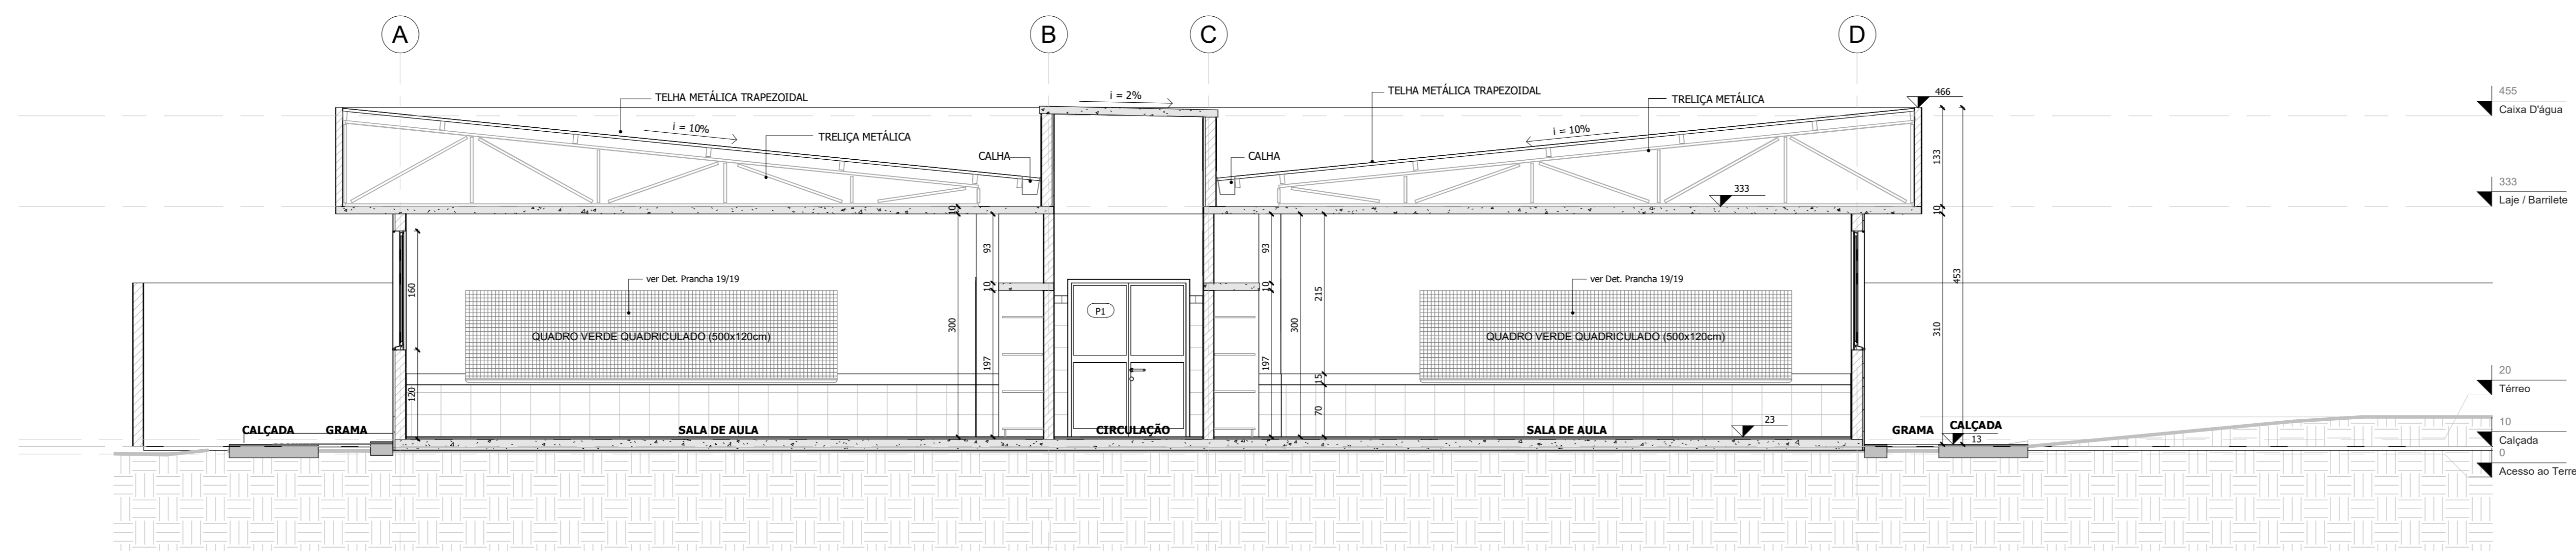 A
B
C
D
TELHA METÁLICA TRAPEZOIDAL
i = 10%
TRELIÇA METÁLICA
CALHA
i = 2%
CALHA
TELHA METÁLICA TRAPEZOIDAL
i = 10%
TRELIÇA METÁLICA
466
455
Caixa D'água
133
333
333
Laje / Barrilete
10
10
93
93
10
10
160
ver Det. Prancha 19/19
QUADRO VERDE QUADRICULADO (500x120cm)
300
197
120
P1
197
300
215
15
70
ver Det. Prancha 19/19
QUADRO VERDE QUADRICULADO (500x120cm)
453
310
20
Térreo
CALÇADA
GRAMA
SALA DE AULA
CIRCULAÇÃO
SALA DE AULA
23
GRAMA
CALÇADA
13
10
Calçada
0
Acesso ao Terre